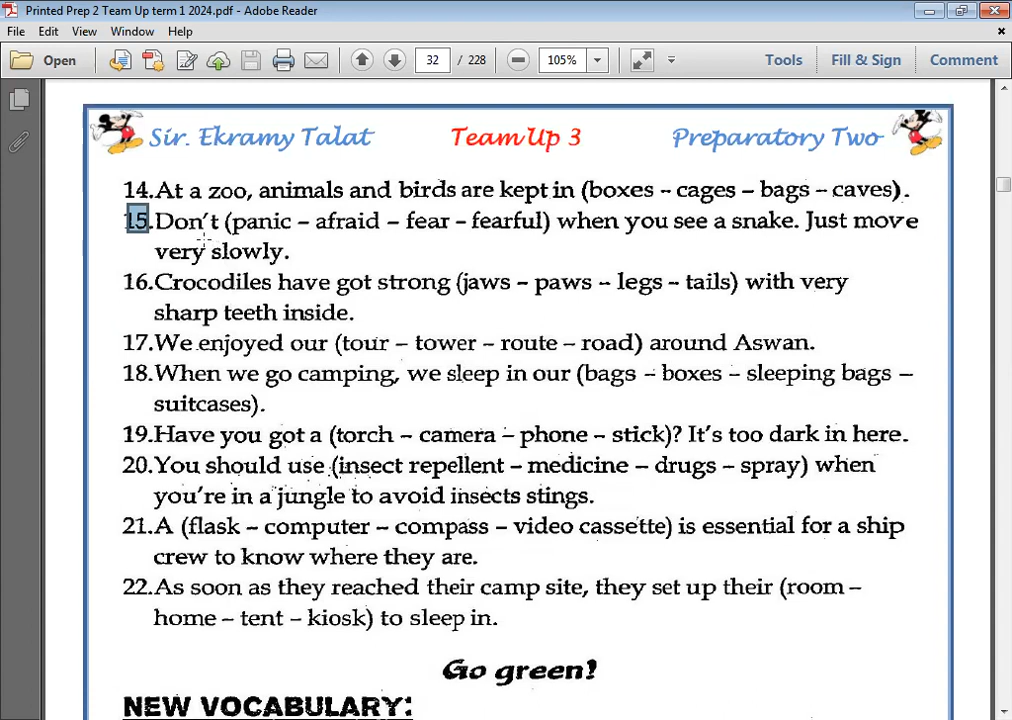 Printed Prep 2 Team Up term 1 2024.pdf - Adobe Reader
File Edit View Window Help
Open 32 / 228 105% Tools Fill & Sign Comment
Sir. Ekramy Talat Team Up 3 Preparatory Two
14.At a zoo, animals and birds are kept in (boxes – cages – bags – caves).
15.Don't (panic – afraid – fear – fearful) when you see a snake. Just move
very slowly.
16.Crocodiles have got strong (jaws – paws – legs – tails) with very
sharp teeth inside.
17.We enjoyed our (tour – tower – route – road) around Aswan.
18.When we go camping, we sleep in our (bags – boxes – sleeping bags –
suitcases).
19.Have you got a (torch – camera – phone – stick)? It's too dark in here.
20.You should use (insect repellent – medicine – drugs – spray) when
you're in a jungle to avoid insects stings.
21.A (flask – computer – compass – video cassette) is essential for a ship
crew to know where they are.
22.As soon as they reached their camp site, they set up their (room –
home – tent – kiosk) to sleep in.
Go green!
NEW VOCABULARY: